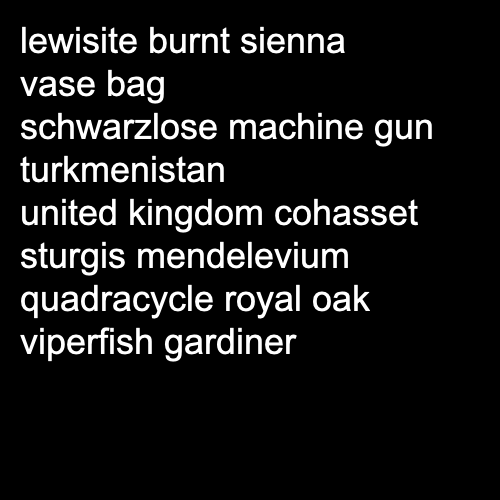 lewisite burnt sienna
vase bag
schwarzlose machine gun
turkmenistan
united kingdom cohasset
sturgis mendelevium
quadracycle royal oak
viperfish gardiner